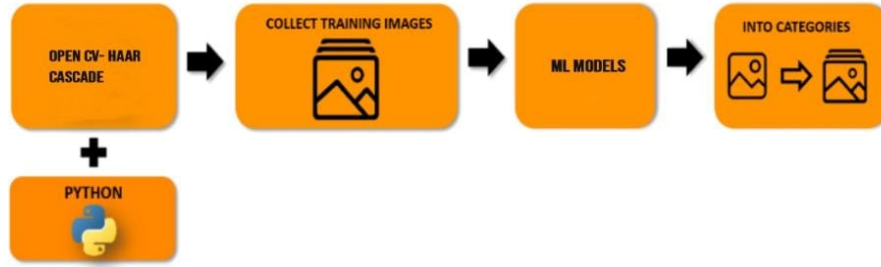 OPEN CV- HAAR
CASCADE
COLLECT TRAINING IMAGES
ML MODELS
INTO CATEGORIES
PYTHON